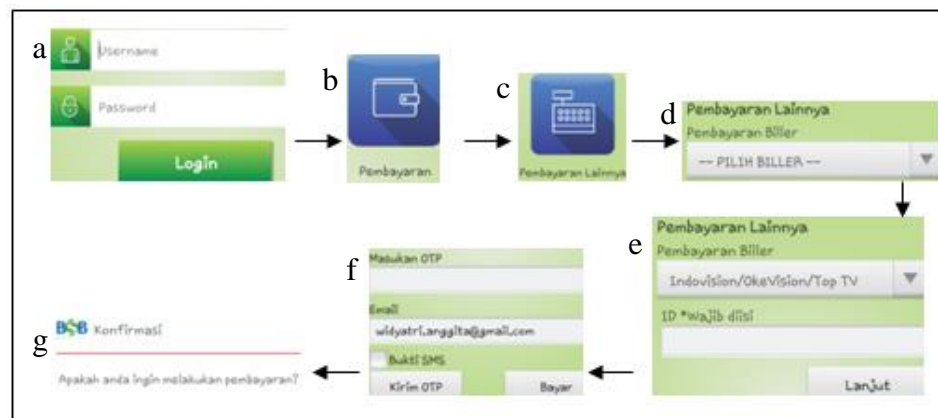 a
Username
Password
Login
b
Pembayaran
c
Pembayaran Lainnya
d
Pembayaran Lainnya
Pembayaran Biller
-- PILIH BILLER --
e
Pembayaran Lainnya
Pembayaran Biller
Indovision/OkeVision/Top TV
ID *Wajib diisi
Lanjut
f
Masukan OTP
Email
widyatri.anggita@gmail.com
Bukti SMS
Kirim OTP Bayar
g
BSB Konfirmasi
Apakah anda ingin melakukan pembayaran?